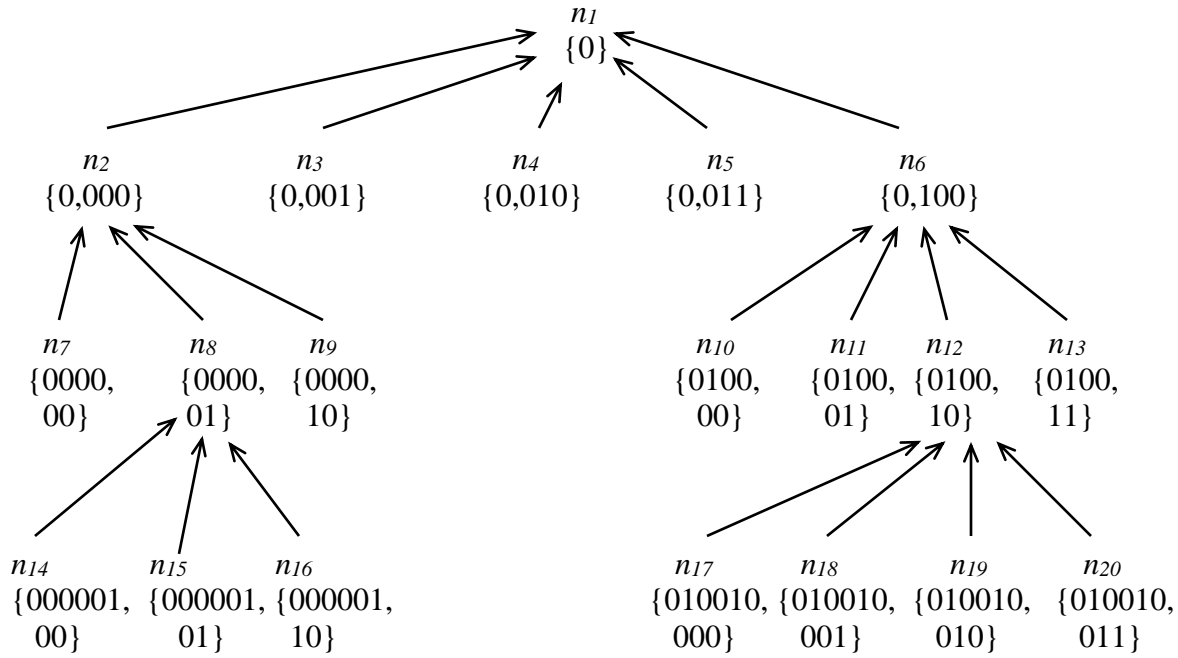 n1
{0}
n2 n3 n4 n5 n6
{0,000} {0,001} {0,010} {0,011} {0,100}
n7 n8 n9 n10 n11 n12 n13
{0000, {0000, {0000, {0100, {0100, {0100, {0100,
00} 01} 10} 00} 01} 10} 11}
n14 n15 n16 n17 n18 n19 n20
{000001, {000001, {000001, {010010, {010010, {010010, {010010,
00} 01} 10} 000} 001} 010} 011}